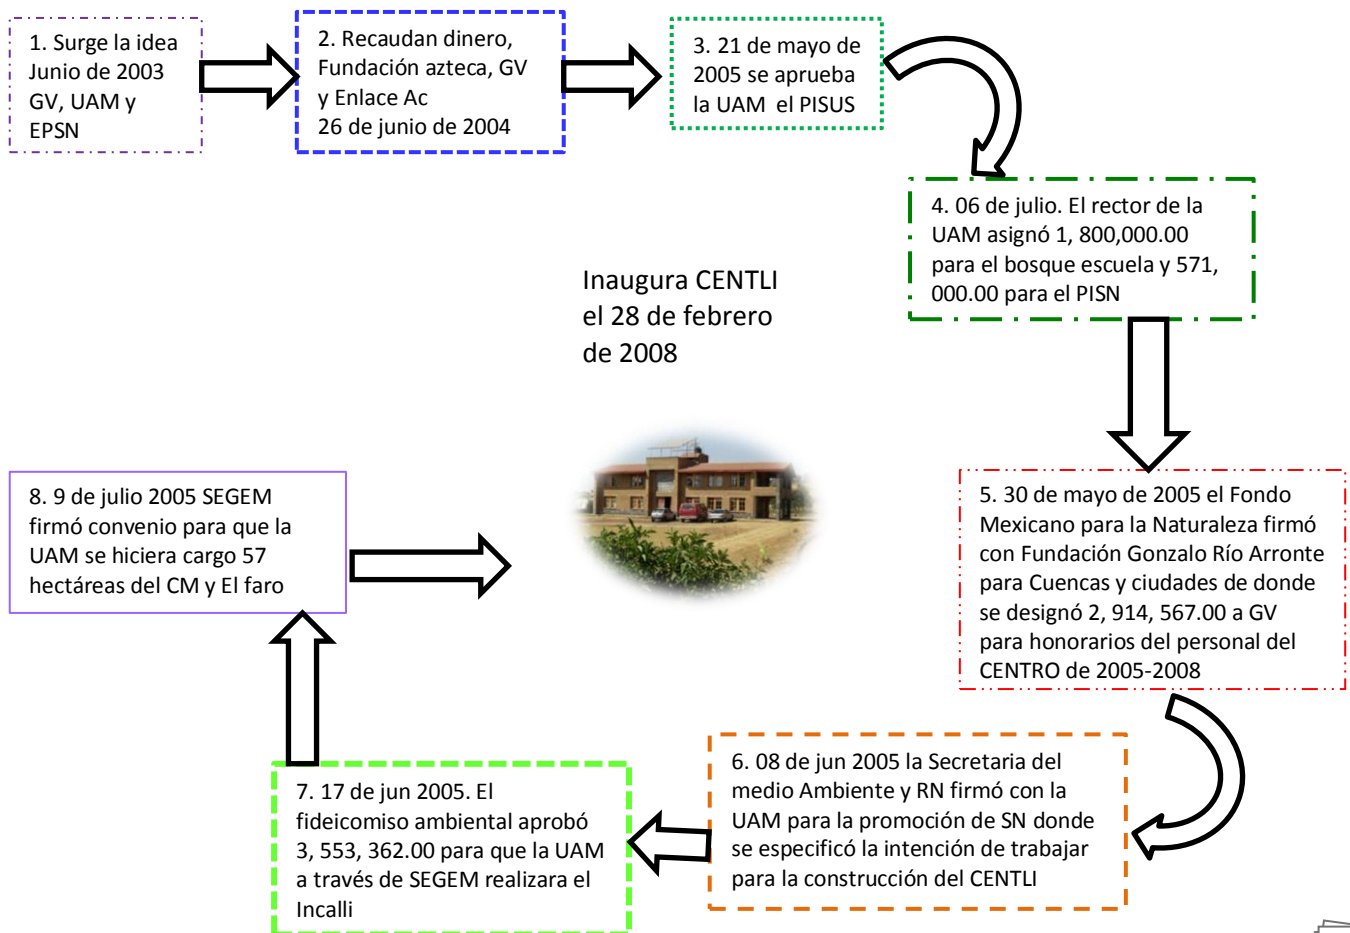 1. Surge la idea
Junio de 2003
GV, UAM y
EPSN
2. Recaudan dinero,
Fundación azteca, GV
y Enlace Ac
26 de junio de 2004
3. 21 de mayo de
2005 se aprueba
la UAM el PISUS
4. 06 de julio. El rector de la
UAM asignó 1, 800,000.00
para el bosque escuela y 571,
000.00 para el PISN
Inaugura CENTLI
el 28 de febrero
de 2008
5. 30 de mayo de 2005 el Fondo
Mexicano para la Naturaleza firmó
con Fundación Gonzalo Río Arronte
para Cuencas y ciudades de donde
se designó 2, 914, 567.00 a GV
para honorarios del personal del
CENTRO de 2005-2008
6. 08 de jun 2005 la Secretaria del
medio Ambiente y RN firmó con la
UAM para la promoción de SN donde
se especificó la intención de trabajar
para la construcción del CENTLI
7. 17 de jun 2005. El
fideicomiso ambiental aprobó
3, 553, 362.00 para que la UAM
a través de SEGEM realizara el
Incalli
8. 9 de julio 2005 SEGEM
firmó convenio para que la
UAM se hiciera cargo 57
hectáreas del CM y El faro